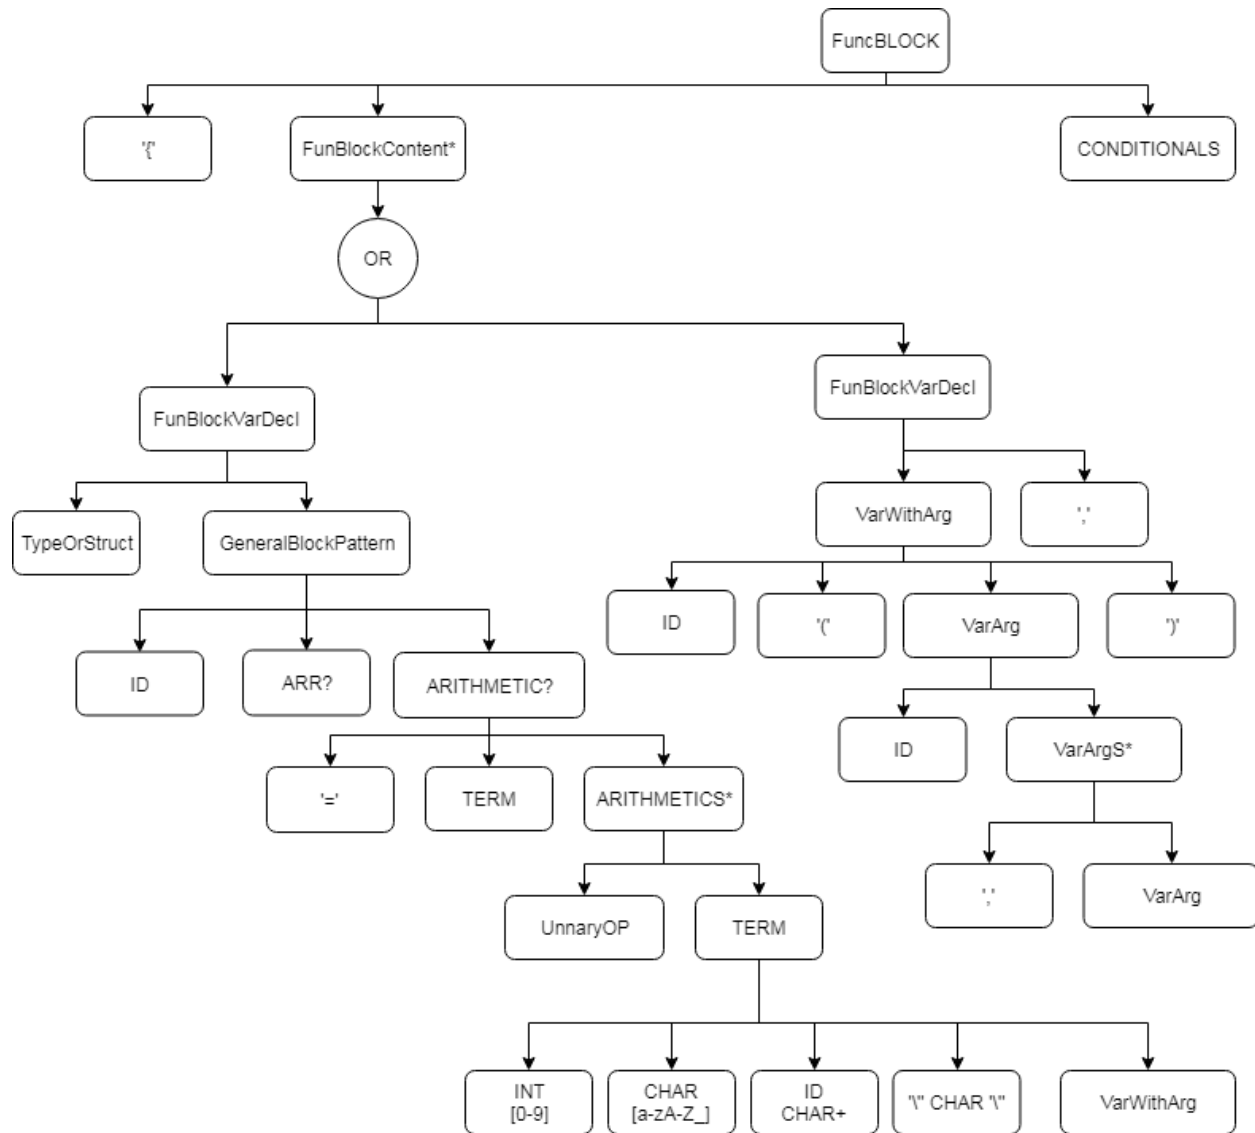 FuncBLOCK
'{'
FunBlockContent*
CONDITIONALS
OR
FunBlockVarDecl
FunBlockVarDecl
VarWithArg
','
TypeOrStruct
GeneralBlockPattern
ID
'('
VarArg
')'
ID
ARR?
ARITHMETIC?
ID
VarArgS*
'='
TERM
ARITHMETICS*
','
VarArg
UnnaryOP
TERM
INT
[0-9]
CHAR
[a-zA-Z_]
ID
CHAR+
'\" CHAR '\"
VarWithArg